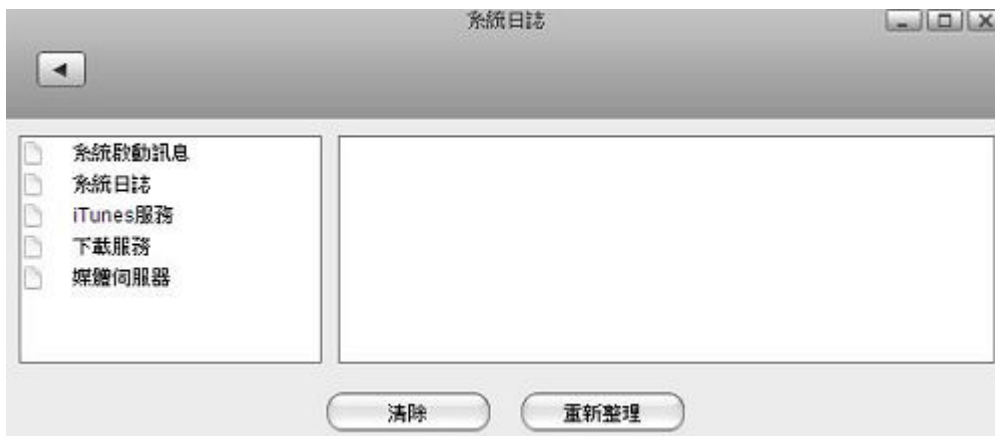 系統日誌
系統啟動訊息
系統日誌
iTunes服務
下載服務
媒體伺服器
清除
重新整理